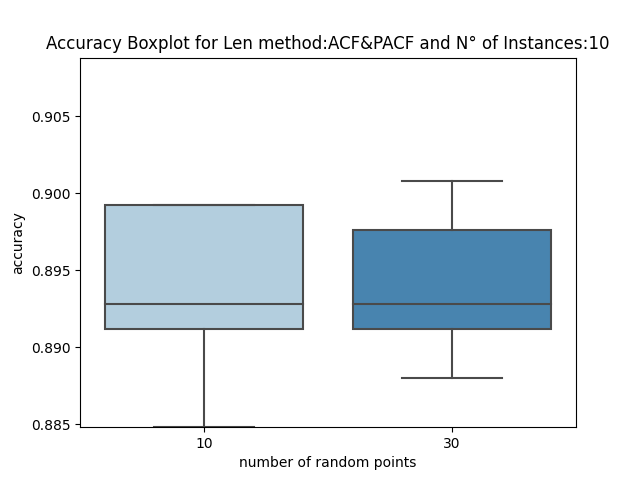 Accuracy Boxplot for Len method:ACF&PACF and N° of Instances:10
0.905
0.900
0.895
0.890
0.885
accuracy
10
30
number of random points